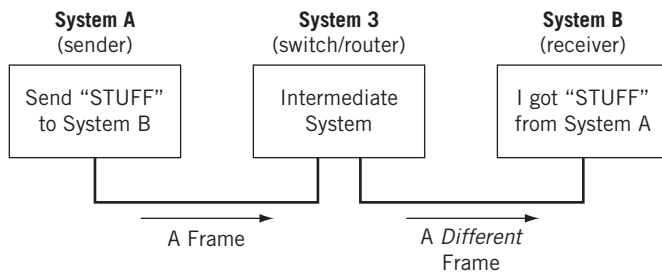 System A
(sender)
System 3
(switch/router)
System B
(receiver)
Send “STUFF”
to System B
Intermediate
System
I got “STUFF”
from System A
A Frame
A Different
Frame